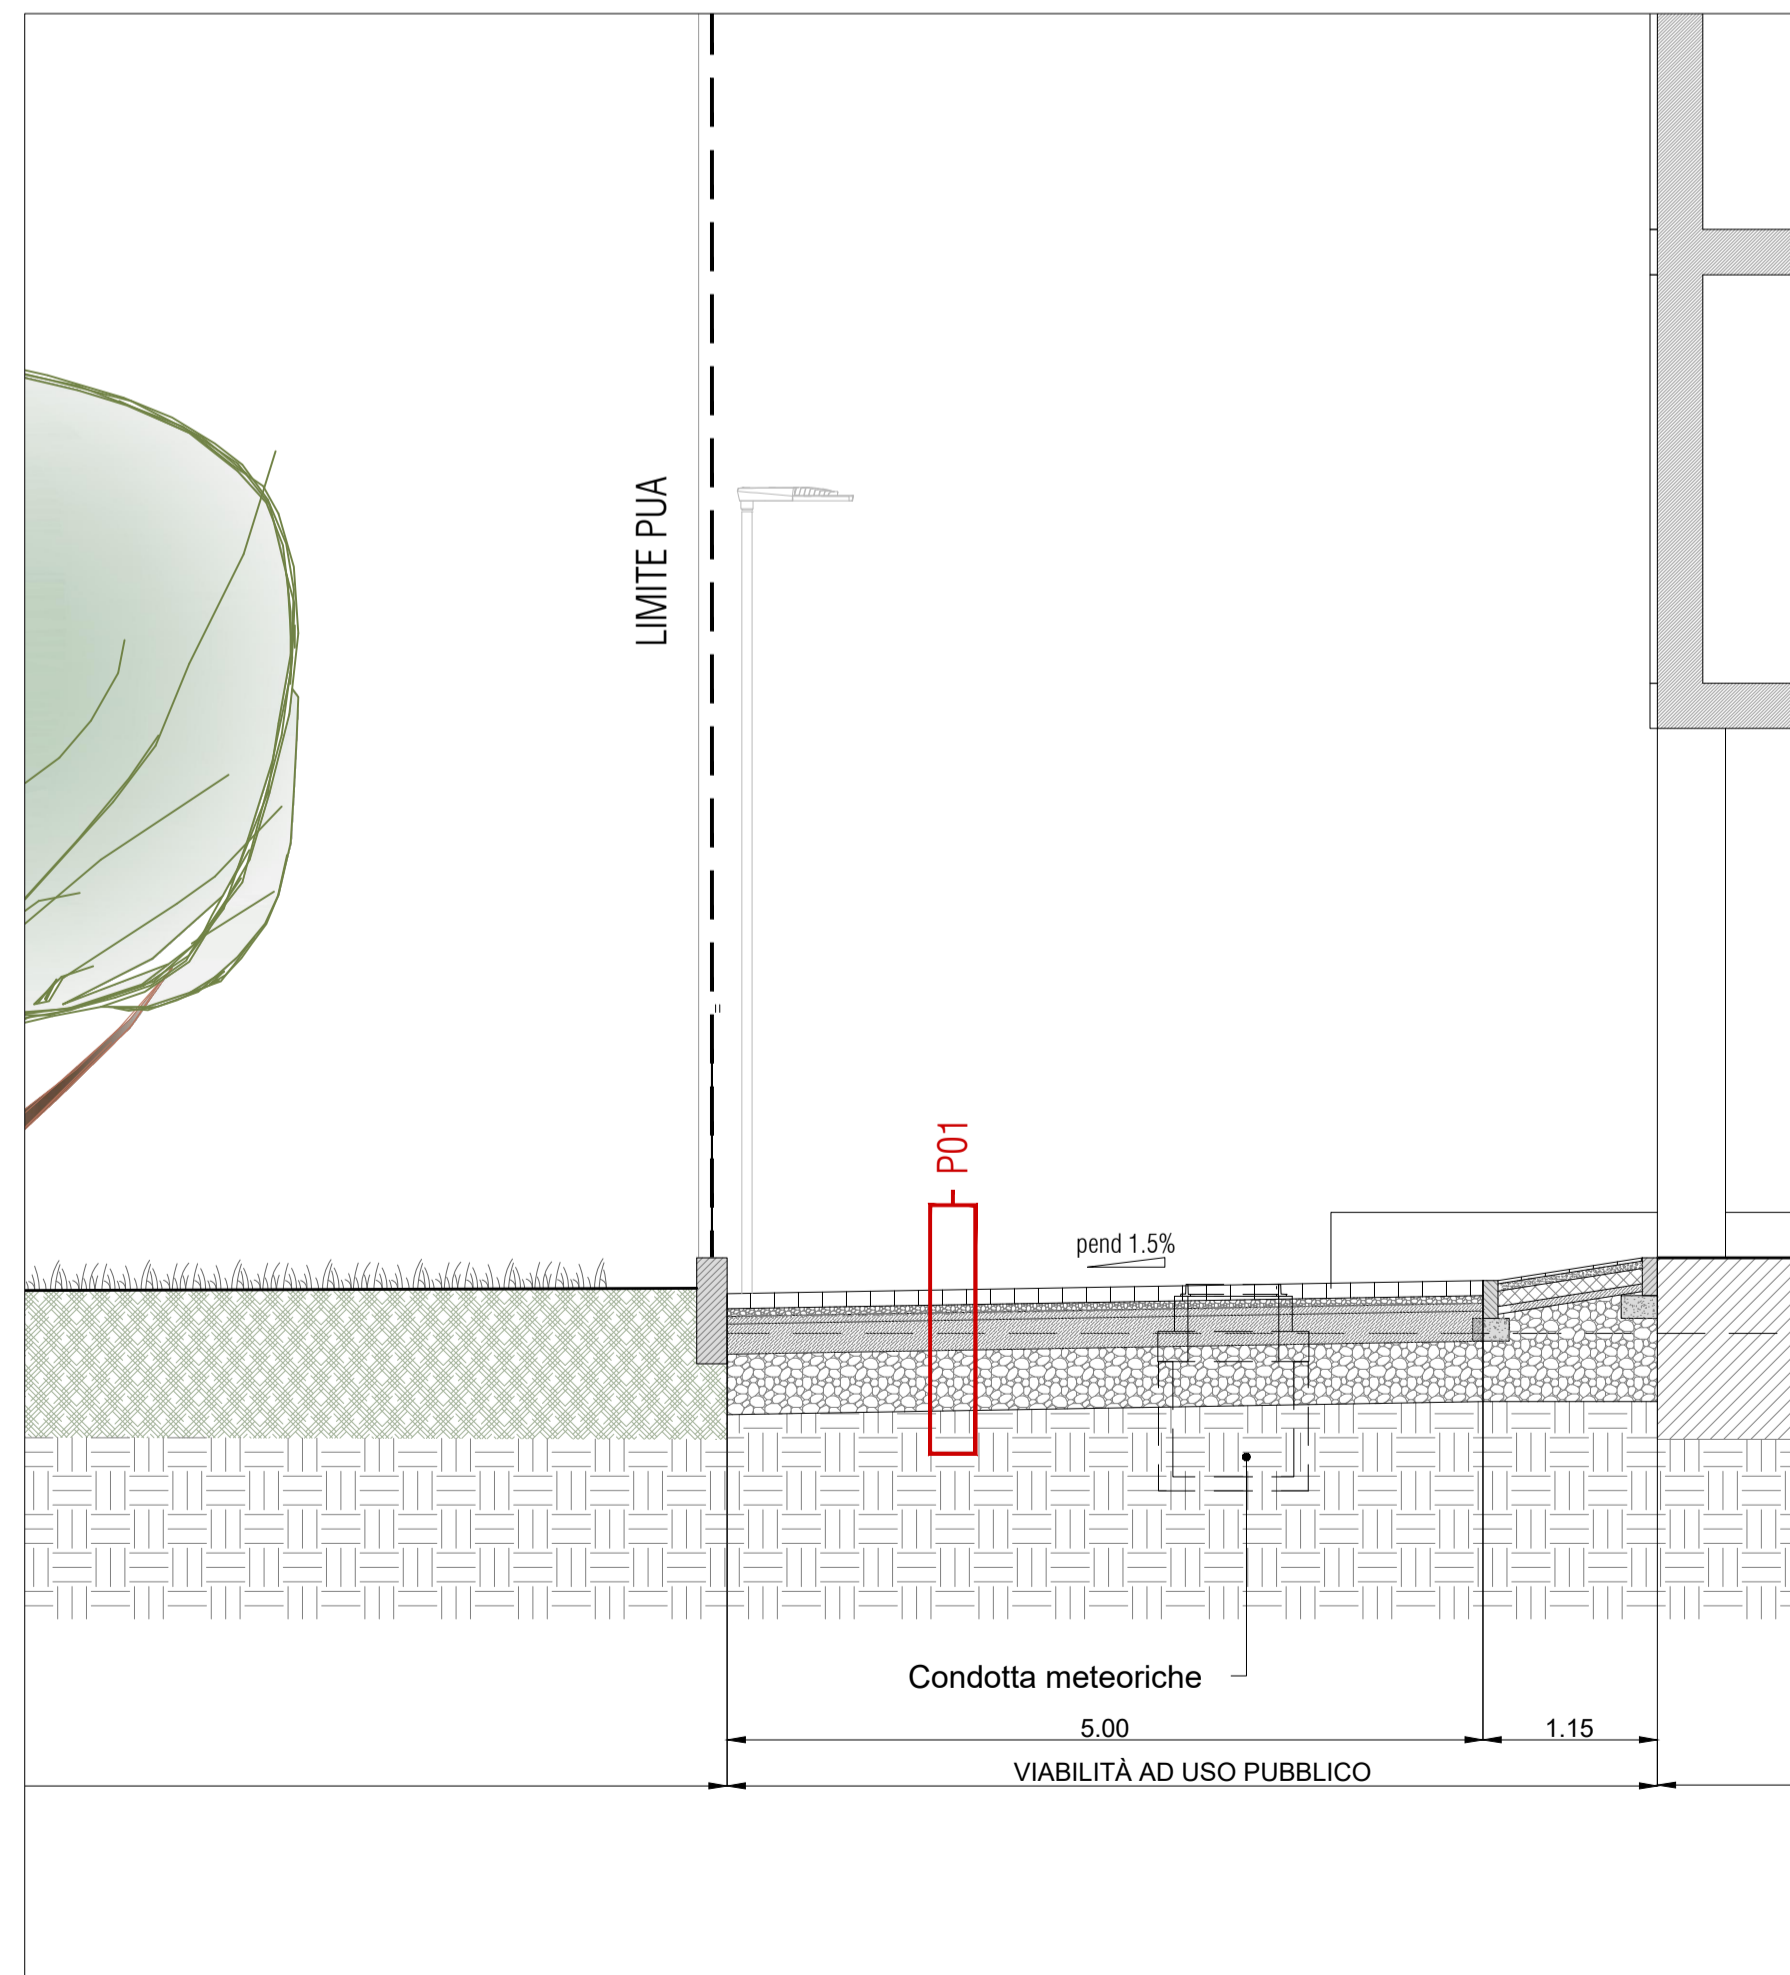 LIMITE PUA
P01
pend 1.5%
Condotta meteoriche
5.00
1.15
VIABILITÀ AD USO PUBBLICO